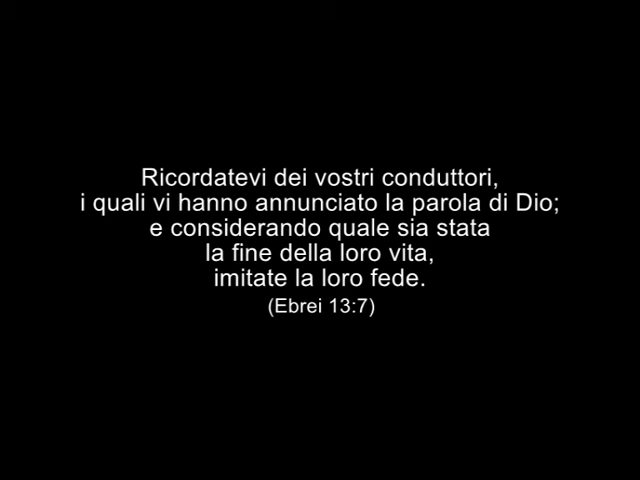 Ricordatevi dei vostri conduttori,
i quali vi hanno annunciato la parola di Dio;
e considerando quale sia stata
la fine della loro vita,
imitate la loro fede.
(Ebrei 13:7)